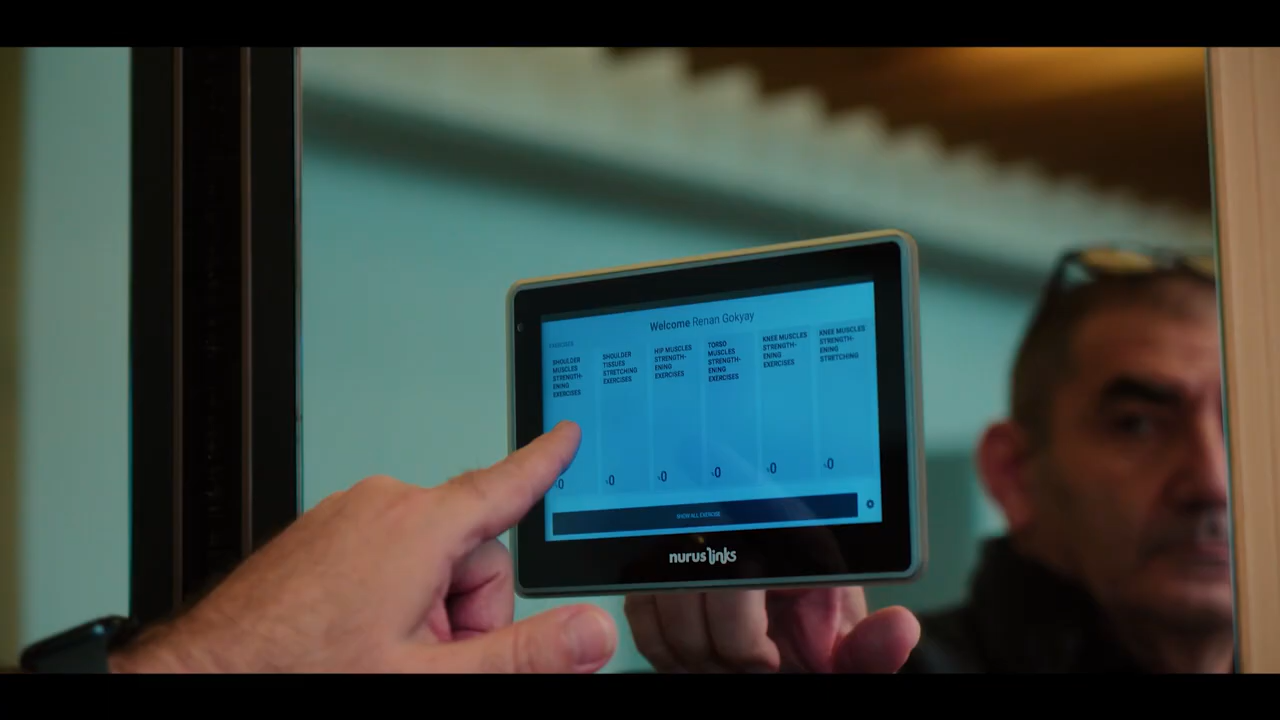 Welcome Renan Gokyay
EXERCISES
SHOULDER
MUSCLES
STRENGTH-
ENING
EXERCISES
SHOULDER
TISSUES
STRETCHING
EXERCISES
HIP MUSCLES
STRENGTH-
ENING
EXERCISES
TORSO
MUSCLES
STRENGTH-
ENING
EXERCISES
KNEE MUSCLES
STRENGTH-
ENING
EXERCISES
KNEE MUSCLES
STRENGTH-
ENING
STRETCHING
0
0
0
0
0
0
SHOW ALL EXERCISE
nurus links